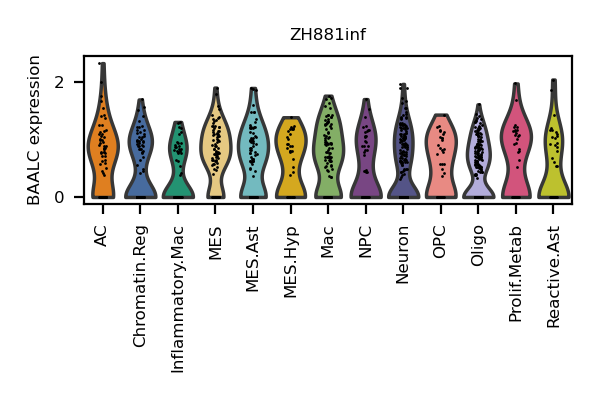 ZH881inf
BAALC expression
2
0
AC
Chromatin.Reg
Inflammatory.Mac
MES
MES.Ast
MES.Hyp
Mac
NPC
Neuron
OPC
Oligo
Prolif.Metab
Reactive.Ast